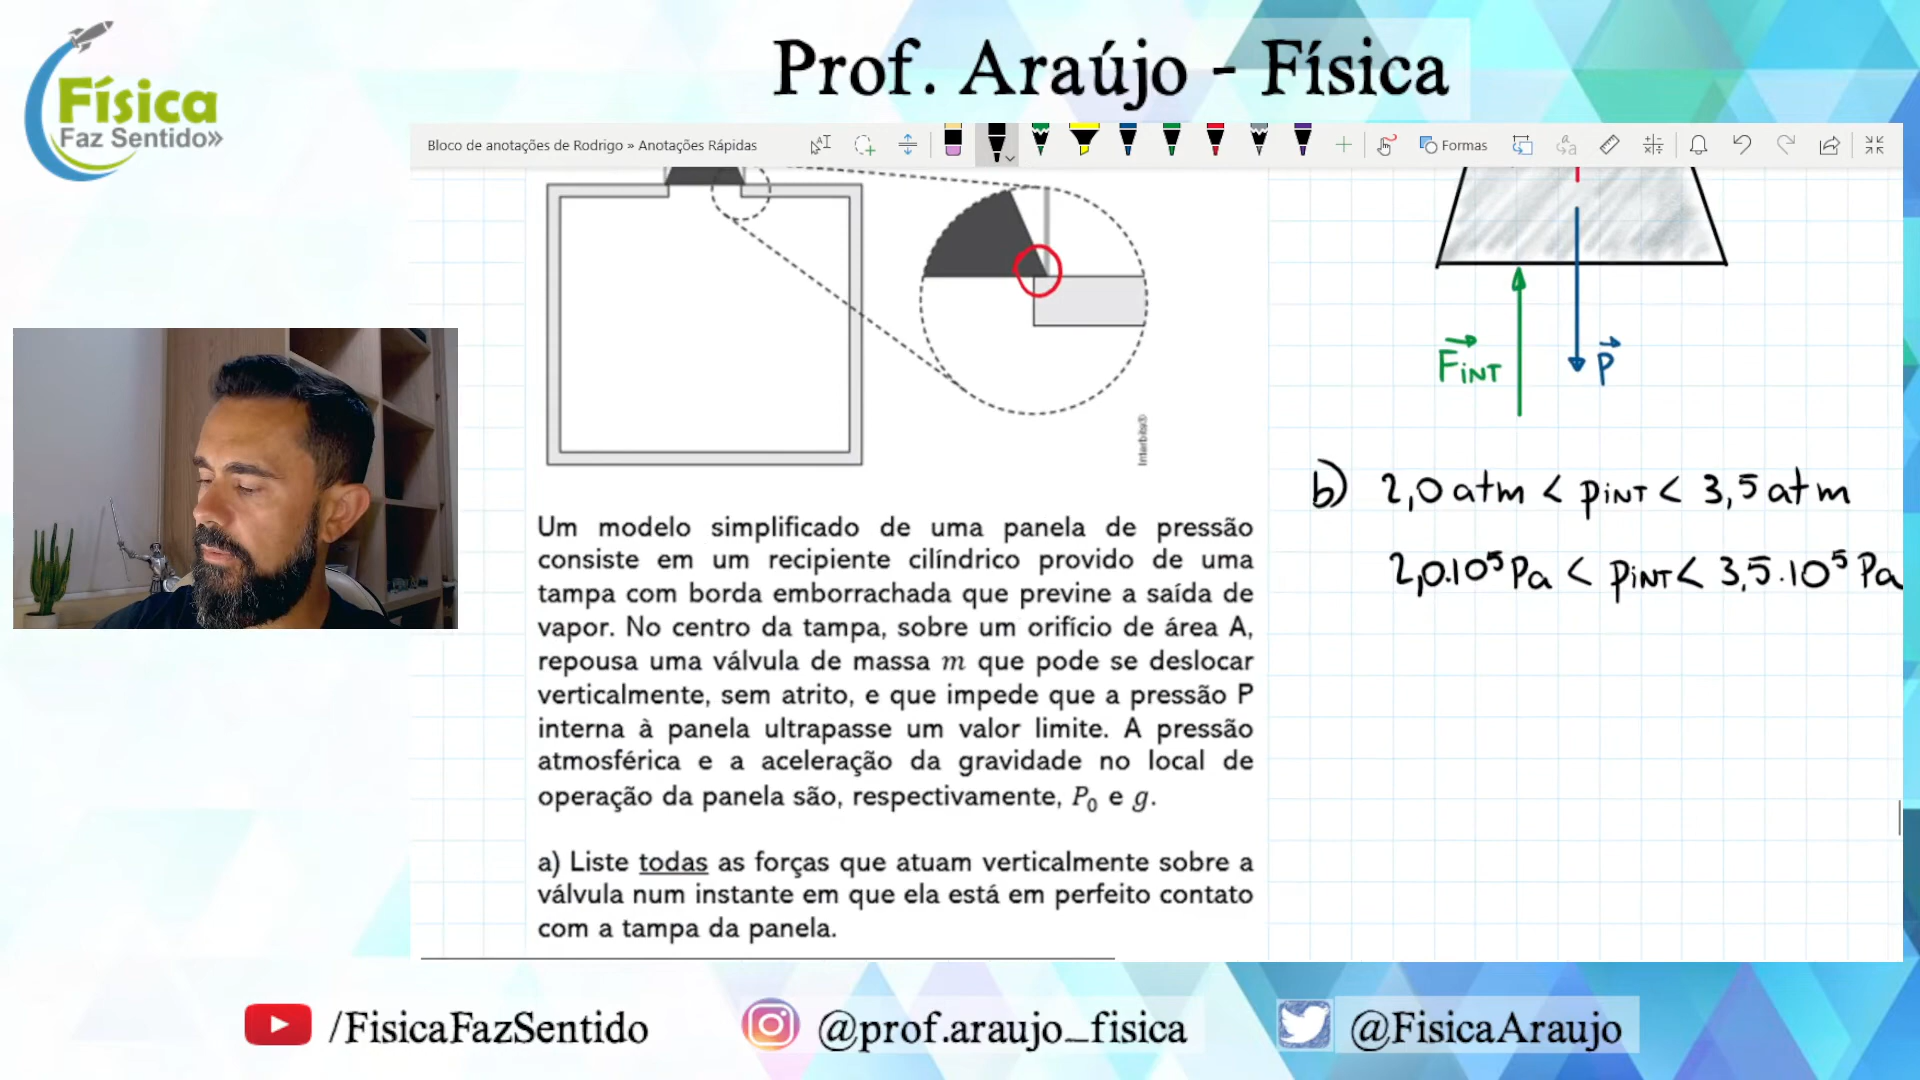 Prof. Araújo - Física
Física
Faz Sentido»
Bloco de anotações de Rodrigo » Anotações Rápidas
Formas
Interbits®
Um modelo simplificado de uma panela de pressão
consiste em um recipiente cilíndrico provido de uma
tampa com borda emborrachada que previne a saída de
vapor. No centro da tampa, sobre um orifício de área A,
repousa uma válvula de massa m que pode se deslocar
verticalmente, sem atrito, e que impede que a pressão P
interna à panela ultrapasse um valor limite. A pressão
atmosférica e a aceleração da gravidade no local de
operação da panela são, respectivamente, P₀ e g.
a) Liste todas as forças que atuam verticalmente sobre a
válvula num instante em que ela está em perfeito contato
com a tampa da panela.
FINT
P
b) 2,0 atm < pINT < 3,5 atm
2,0.10⁵ Pa < pINT < 3,5.10⁵ Pa
/FisicaFazSentido
@prof.araujo_fisica
@FisicaAraujo